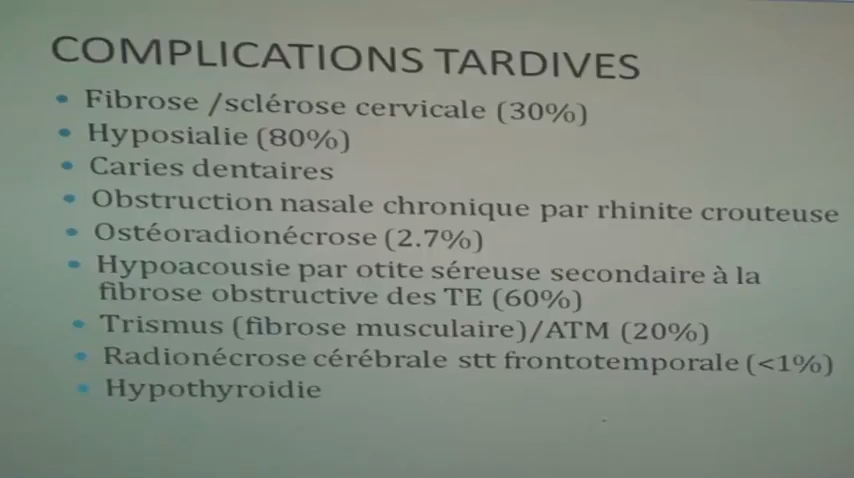 COMPLICATIONS TARDIVES
• Fibrose /sclérose cervicale (30%)
• Hyposialie (80%)
• Caries dentaires
• Obstruction nasale chronique par rhinite crouteuse
• Ostéoradionécrose (2.7%)
• Hypoacousie par otite séreuse secondaire à la
fibrose obstructive des TE (60%)
• Trismus (fibrose musculaire)/ATM (20%)
• Radionécrose cérébrale stt frontotemporale (<1%)
• Hypothyroidie